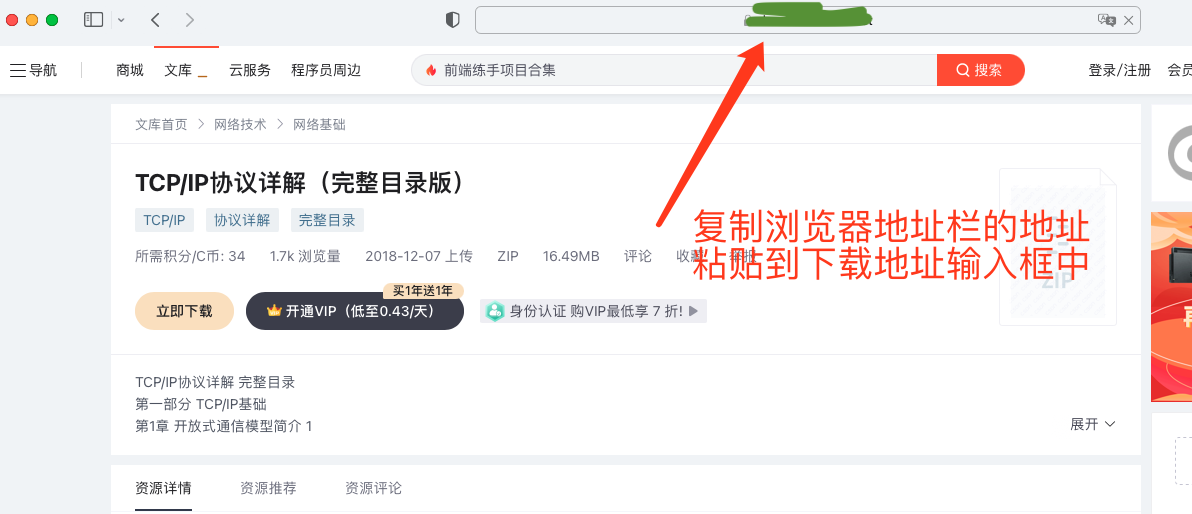 导航 商城 文库 云服务 程序员周边 前端练手项目合集 搜索 登录/注册 会员
文库首页 > 网络技术 > 网络基础
TCP/IP协议详解（完整目录版）
TCP/IP 协议详解 完整目录
所需积分/C币: 34 1.7k 浏览量 2018-12-07 上传 ZIP 16.49MB 评论 收藏 举报
复制浏览器地址栏的地址
粘贴到下载地址输入框中
ZIP
买1年送1年
立即下载 开通VIP（低至0.43/天） 身份认证 购VIP最低享 7 折!
TCP/IP协议详解 完整目录
第一部分 TCP/IP基础
第1章 开放式通信模型简介 1
展开
资源详情 资源推荐 资源评论